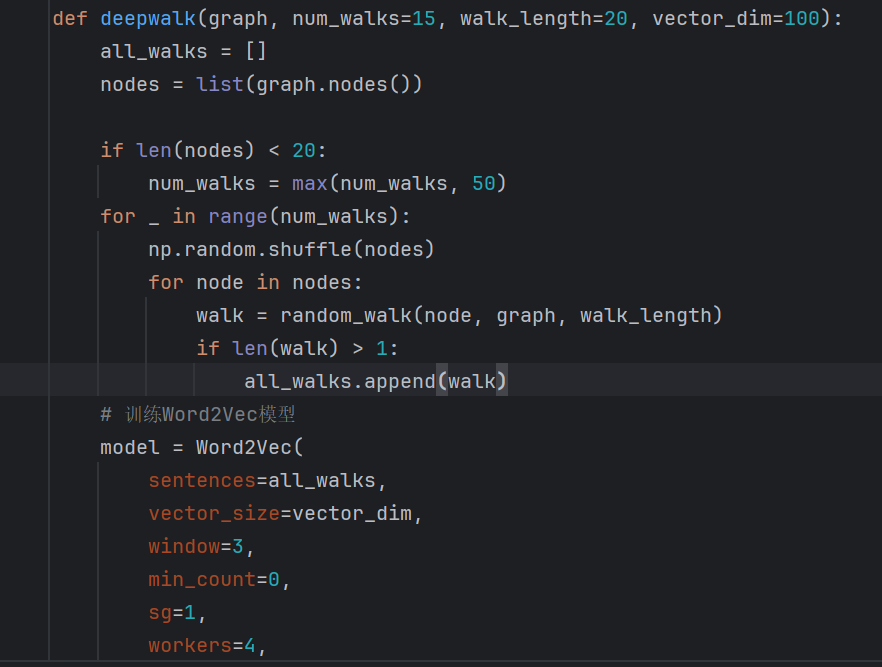 def deepwalk(graph, num_walks=15, walk_length=20, vector_dim=100):
    all_walks = []
    nodes = list(graph.nodes())

    if len(nodes) < 20:
        num_walks = max(num_walks, 50)
    for _ in range(num_walks):
        np.random.shuffle(nodes)
        for node in nodes:
            walk = random_walk(node, graph, walk_length)
            if len(walk) > 1:
                all_walks.append(walk)
    # 训练Word2Vec模型
    model = Word2Vec(
        sentences=all_walks,
        vector_size=vector_dim,
        window=3,
        min_count=0,
        sg=1,
        workers=4,